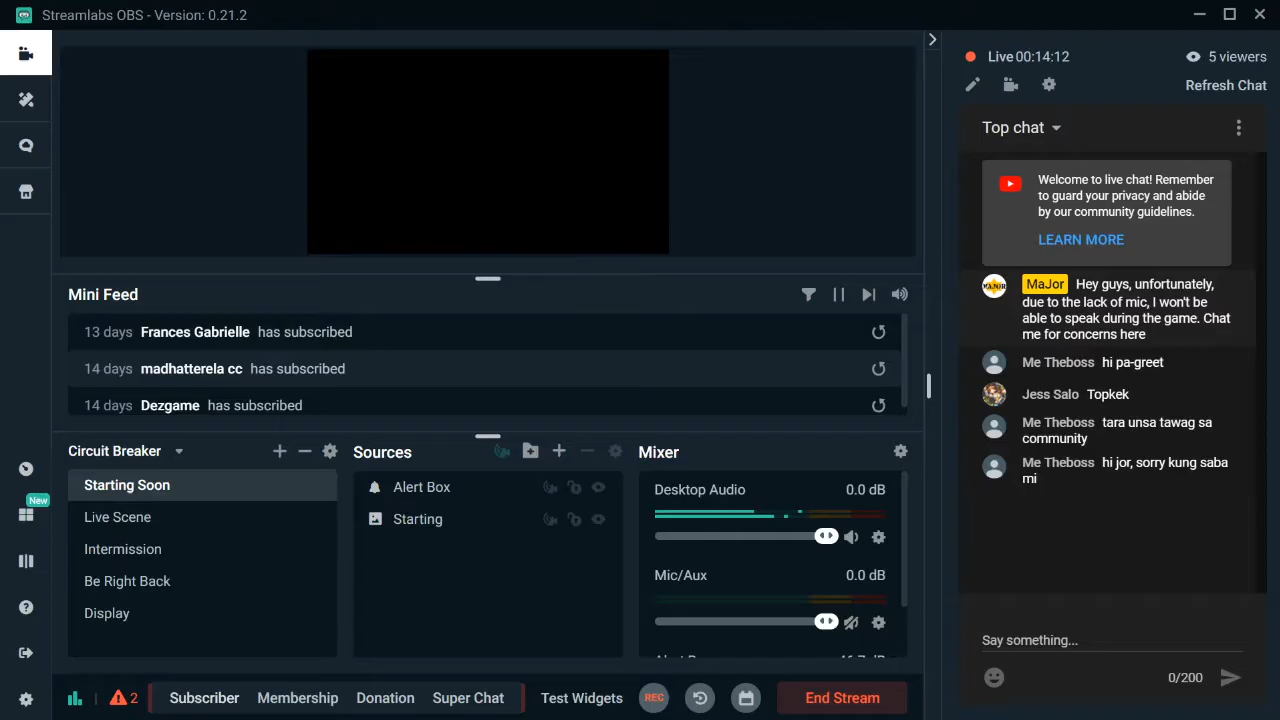 Streamlabs OBS - Version: 0.21.2
Live 00:14:12
5 viewers
Refresh Chat
Top chat
Welcome to live chat! Remember
to guard your privacy and abide
by our community guidelines.
LEARN MORE
MaJor Hey guys, unfortunately,
due to the lack of mic, I won't be
able to speak during the game. Chat
me for concerns here
Me Theboss hi pa-greet
Jess Salo Topkek
Me Theboss tara unsa tawag sa
community
Me Theboss hi jor, sorry kung saba
mi
Say something...
0/200
Mini Feed
13 days Frances Gabrielle has subscribed
14 days madhatterela cc has subscribed
14 days Dezgame has subscribed
Circuit Breaker
Starting Soon
Live Scene
Intermission
Be Right Back
Display
Sources
Alert Box
Starting
Mixer
Desktop Audio 0.0 dB
Mic/Aux 0.0 dB
New
2
Subscriber
Membership
Donation
Super Chat
Test Widgets
REC
End Stream